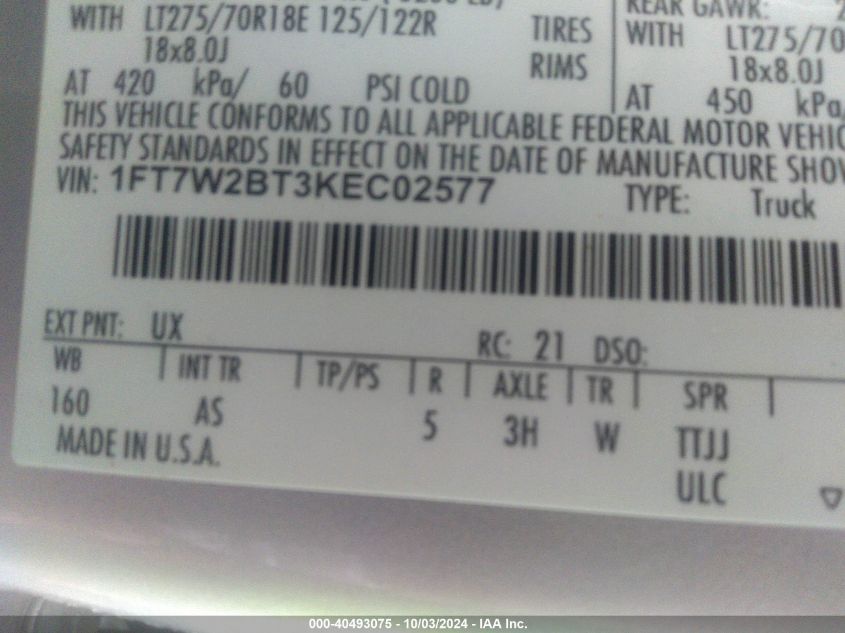 WITH LT275/70R18E 125/122R TIRES
18x8.0J RIMS
AT 420 kPa/ 60 PSI COLD
REAR GAWR: 2
WITH LT275/70
18x8.0J
AT 450 kPa/
THIS VEHICLE CONFORMS TO ALL APPLICABLE FEDERAL MOTOR VEHIC
SAFETY STANDARDS IN EFFECT ON THE DATE OF MANUFACTURE SHOW
VIN: 1FT7W2BT3KEC02577 TYPE: Truck
EXT PNT: UX RC: 21 DSO:
WB INT TR TP/PS R AXLE TR SPR
160 AS 5 3H W TTJJ
MADE IN U.S.A. ULC
000-40493075 - 10/03/2024 - IAA Inc.